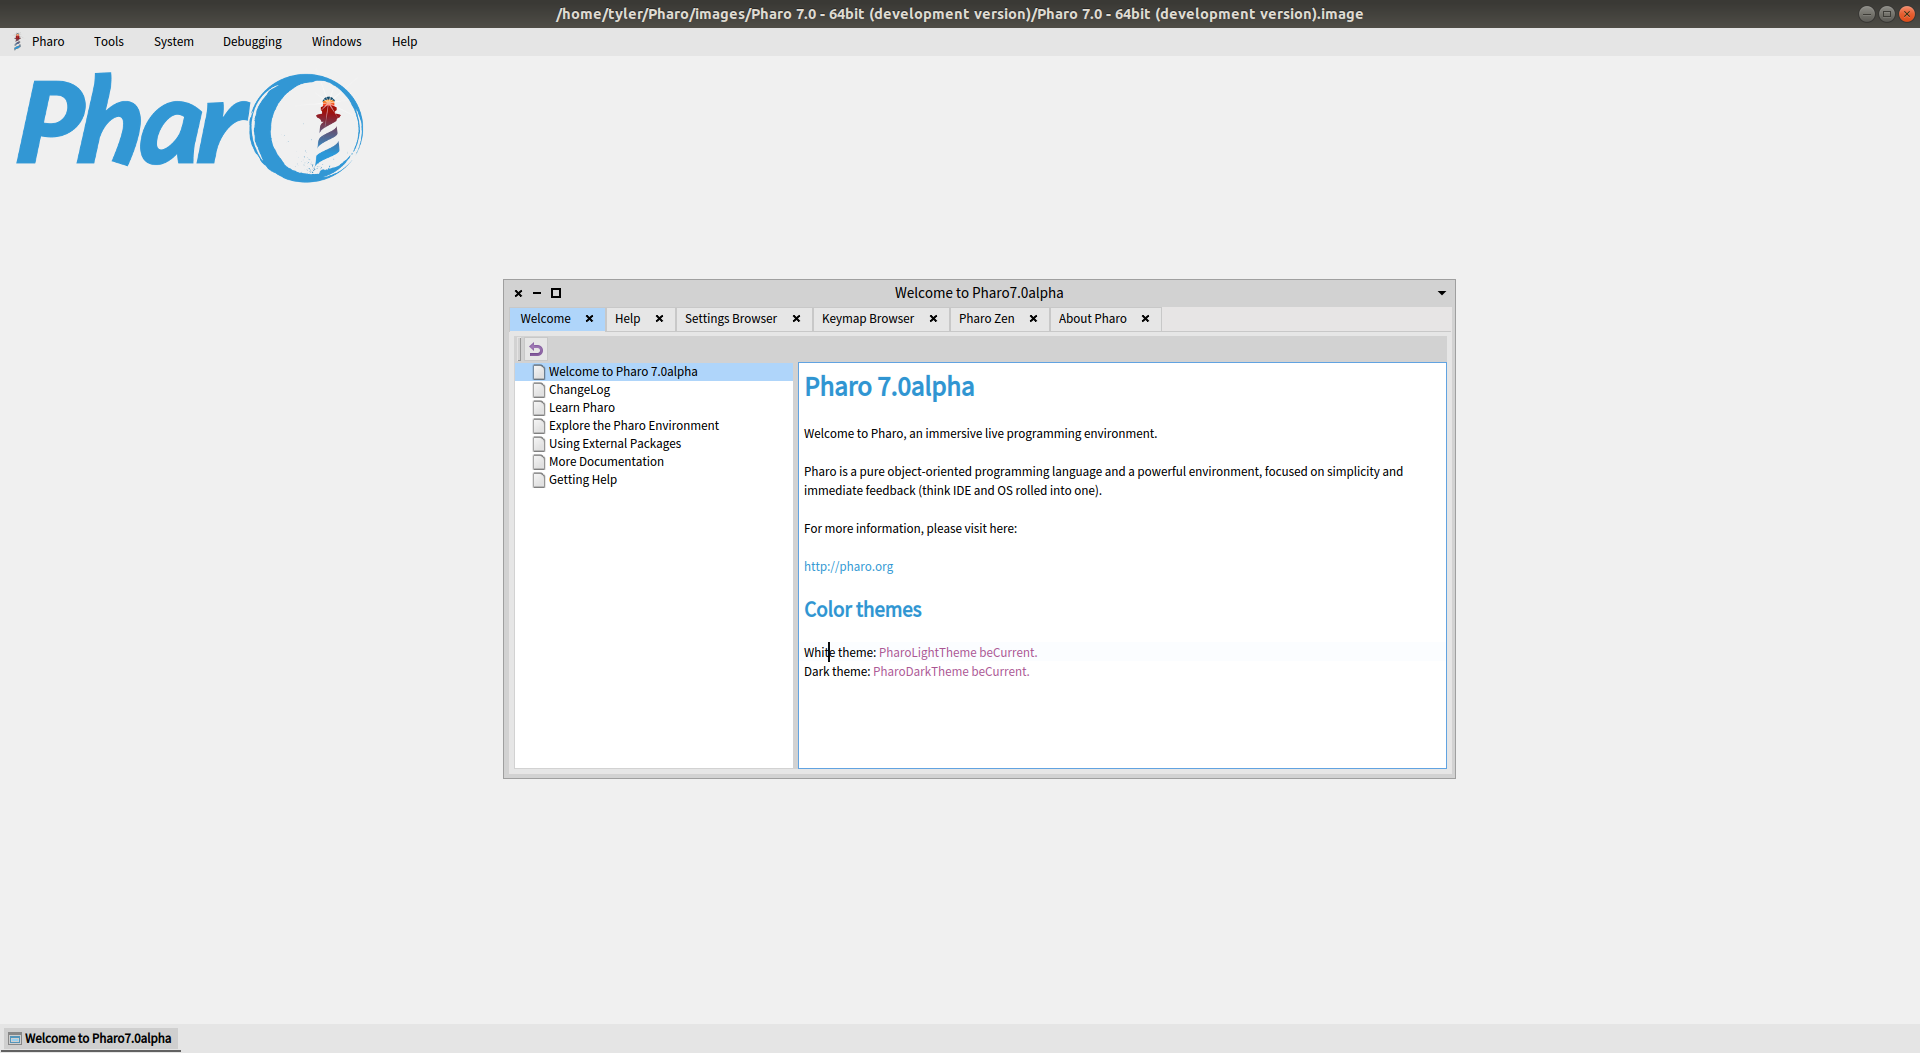 /home/tyler/Pharo/images/Pharo 7.0 - 64bit (development version)/Pharo 7.0 - 64bit (development version).image
Pharo Tools System Debugging Windows Help
Pharo
Welcome to Pharo7.0alpha
Welcome Help Settings Browser Keymap Browser Pharo Zen About Pharo
Welcome to Pharo 7.0alpha
ChangeLog
Learn Pharo
Explore the Pharo Environment
Using External Packages
More Documentation
Getting Help
Pharo 7.0alpha
Welcome to Pharo, an immersive live programming environment.
Pharo is a pure object-oriented programming language and a powerful environment, focused on simplicity and
immediate feedback (think IDE and OS rolled into one).
For more information, please visit here:
http://pharo.org
Color themes
White theme: PharoLightTheme beCurrent.
Dark theme: PharoDarkTheme beCurrent.
Welcome to Pharo7.0alpha